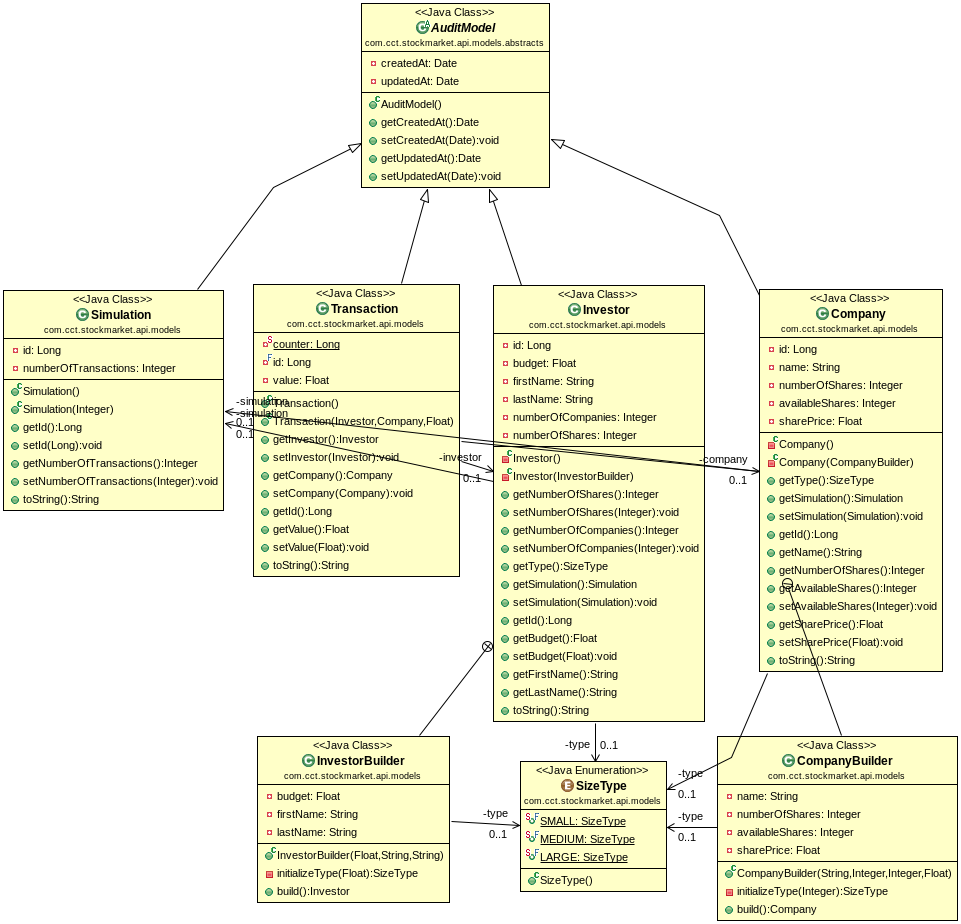 <<Java Class>>
AuditModel
com.cct.stockmarket.api.models.abstracts
createdAt: Date
updatedAt: Date
AuditModel()
getCreatedAt():Date
setCreatedAt(Date):void
getUpdatedAt():Date
setUpdatedAt(Date):void
<<Java Class>>
Simulation
com.cct.stockmarket.api.models
id: Long
numberOfTransactions: Integer
Simulation()
Simulation(Integer)
getId():Long
setId(Long):void
getNumberOfTransactions():Integer
setNumberOfTransactions(Integer):void
toString():String
<<Java Class>>
Transaction
com.cct.stockmarket.api.models
counter: Long
id: Long
value: Float
Transaction()
Transaction(Investor,Company,Float)
getInvestor():Investor
setInvestor(Investor):void
getCompany():Company
setCompany(Company):void
getId():Long
getValue():Float
setValue(Float):void
toString():String
-simulation
-simulation
0..1
0..1
-investor
0..1
<<Java Class>>
Investor
com.cct.stockmarket.api.models
id: Long
budget: Float
firstName: String
lastName: String
numberOfCompanies: Integer
numberOfShares: Integer
Investor()
Investor(InvestorBuilder)
getNumberOfShares():Integer
setNumberOfShares(Integer):void
getNumberOfCompanies():Integer
setNumberOfCompanies(Integer):void
getType():SizeType
getSimulation():Simulation
setSimulation(Simulation):void
getId():Long
getBudget():Float
setBudget(Float):void
getFirstName():String
getLastName():String
toString():String
-company
0..1
<<Java Class>>
Company
com.cct.stockmarket.api.models
id: Long
name: String
numberOfShares: Integer
availableShares: Integer
sharePrice: Float
Company()
Company(CompanyBuilder)
getType():SizeType
getSimulation():Simulation
setSimulation(Simulation):void
getId():Long
getName():String
getNumberOfShares():Integer
getAvailableShares():Integer
setAvailableShares(Integer):void
getSharePrice():Float
setSharePrice(Float):void
toString():String
<<Java Class>>
InvestorBuilder
com.cct.stockmarket.api.models
budget: Float
firstName: String
lastName: String
InvestorBuilder(Float,String,String)
initializeType(Float):SizeType
build():Investor
-type
0..1
-type 0..1
<<Java Enumeration>>
SizeType
com.cct.stockmarket.api.models
SMALL: SizeType
MEDIUM: SizeType
LARGE: SizeType
SizeType()
-type
0..1
-type
0..1
<<Java Class>>
CompanyBuilder
com.cct.stockmarket.api.models
name: String
numberOfShares: Integer
availableShares: Integer
sharePrice: Float
CompanyBuilder(String,Integer,Integer,Float)
initializeType(Integer):SizeType
build():Company